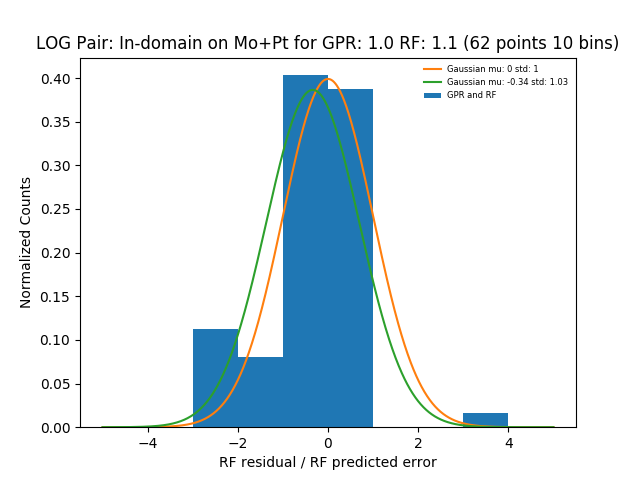 LOG Pair: In-domain on Mo+Pt for GPR: 1.0 RF: 1.1 (62 points 10 bins)
Gaussian mu: 0 std: 1
Gaussian mu: -0.34 std: 1.03
GPR and RF
Normalized Counts
0.40
0.35
0.30
0.25
0.20
0.15
0.10
0.05
0.00
−4
−2
0
2
4
RF residual / RF predicted error